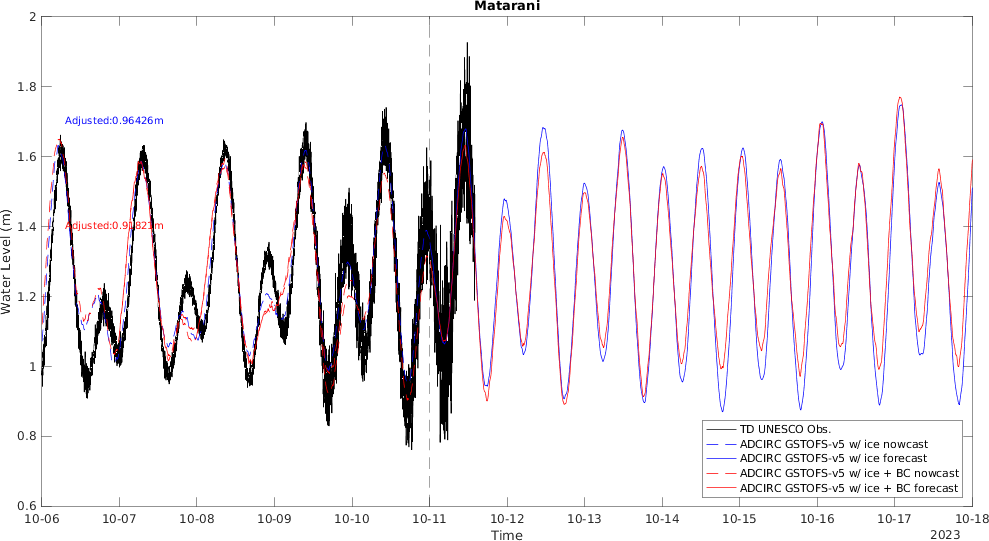 Matarani
2
1.8
1.6
1.4
1.2
1
0.8
0.6
Water Level (m)
Adjusted:0.96426m
10-06 10-07 10-08 10-09 10-10 10-11 10-12 10-13 10-14 10-15 10-16 10-17 10-18
Time
2023
TD UNESCO Obs.
ADCIRC GSTOFS-v5 w/ ice nowcast
ADCIRC GSTOFS-v5 w/ ice forecast
ADCIRC GSTOFS-v5 w/ ice + BC nowcast
ADCIRC GSTOFS-v5 w/ ice + BC forecast